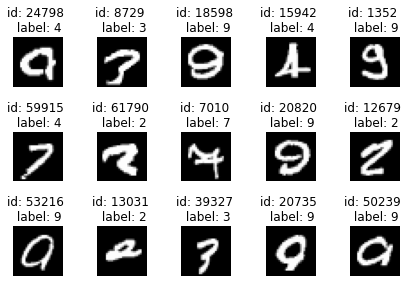 id: 24798 id: 8729 id: 18598 id: 15942 id: 1352
label: 4 label: 3 label: 9 label: 4 label: 9
id: 59915 id: 61790 id: 7010 id: 20820 id: 12679
label: 4 label: 2 label: 7 label: 9 label: 2
id: 53216 id: 13031 id: 39327 id: 20735 id: 50239
label: 9 label: 2 label: 3 label: 9 label: 9